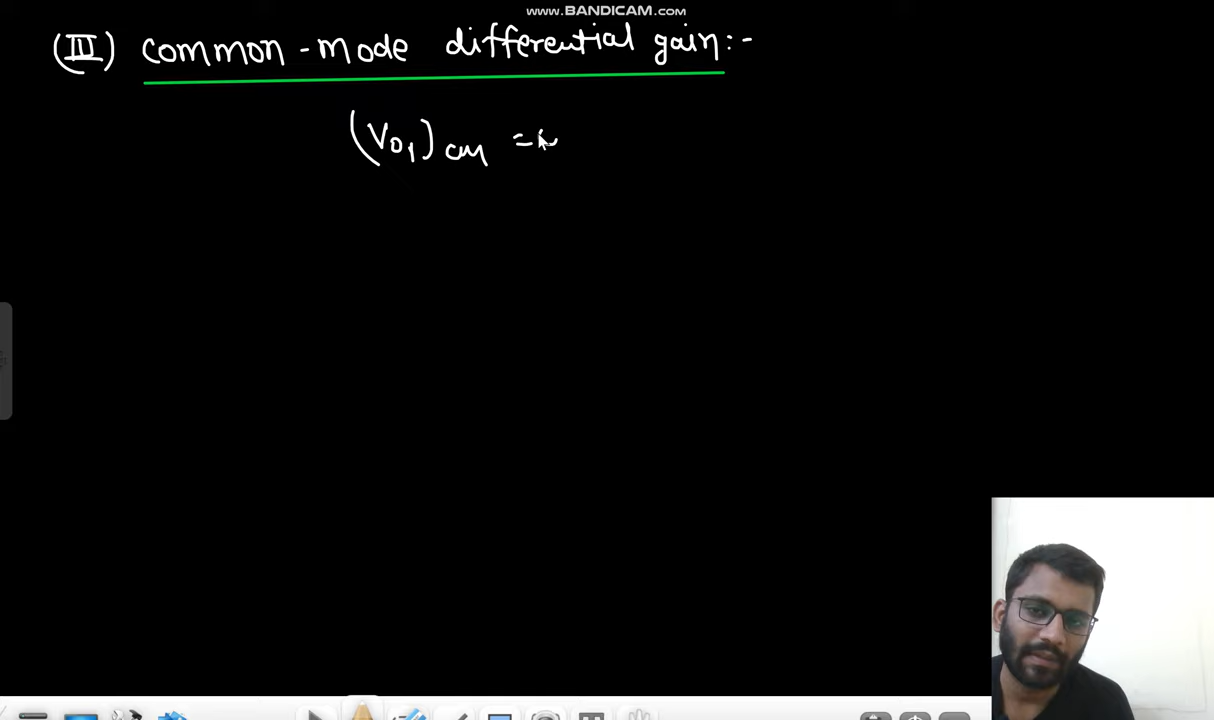 www.BANDICAM.com
(III) common-mode differential gain:-
(Vo1)cm =